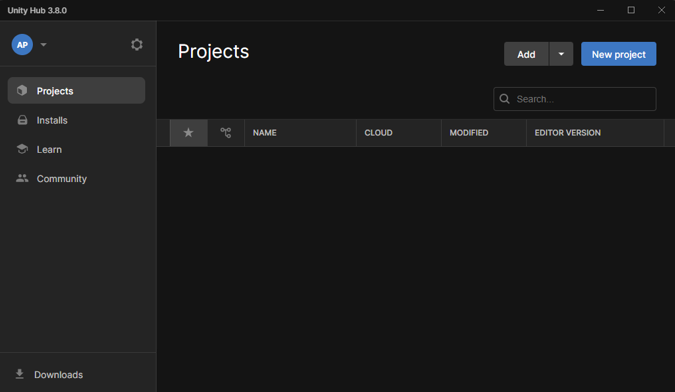 Unity Hub 3.8.0
AP
Projects
Installs
Learn
Community
Downloads
Projects
Add
New project
Search...
NAME CLOUD MODIFIED EDITOR VERSION